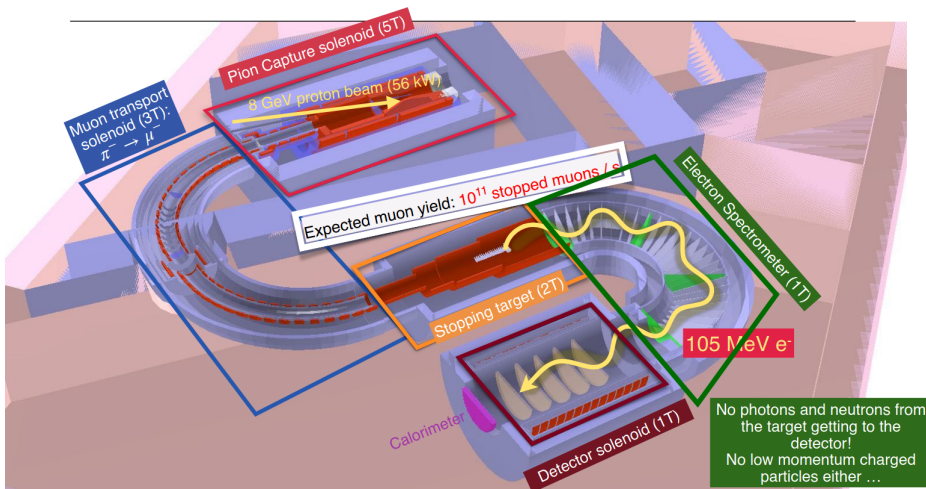 Pion Capture solenoid (5T)
8 GeV proton beam (56 kW)
Muon transport
solenoid (3T):
π⁻ → μ⁻
Expected muon yield: 10¹¹ stopped muons / s
Electron Spectrometer (1T)
Stopping target (2T)
105 MeV e⁻
Calorimeter
Detector solenoid (1T)
No photons and neutrons from
the target getting to the
detector!
No low momentum charged
particles either …